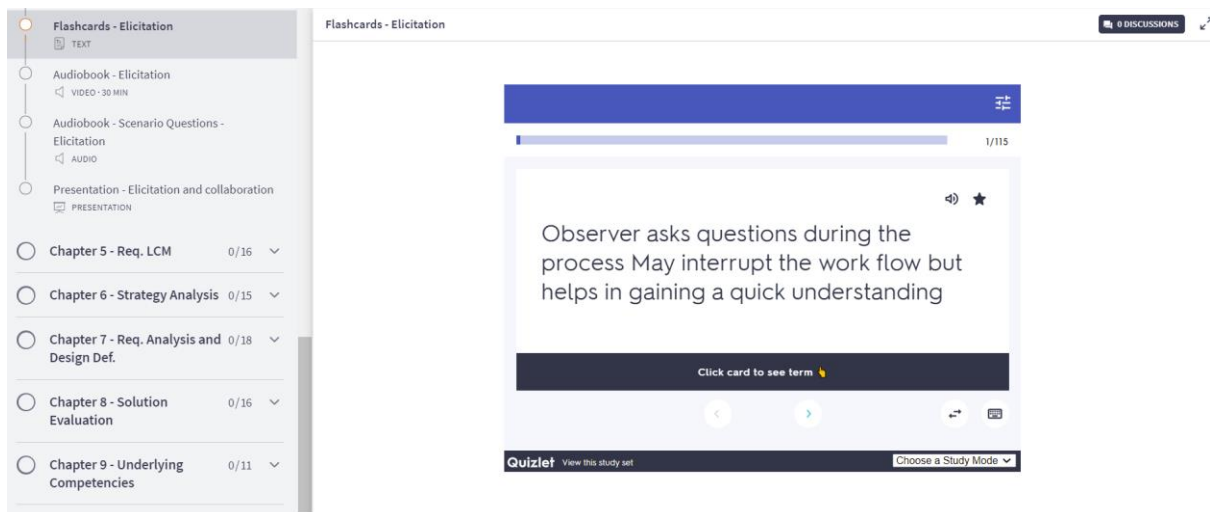 Flashcards - Elicitation
TEXT
Audiobook - Elicitation
VIDEO · 30 MIN
Audiobook - Scenario Questions -
Elicitation
AUDIO
Presentation - Elicitation and collaboration
PRESENTATION
Chapter 5 - Req. LCM 0/16
Chapter 6 - Strategy Analysis 0/15
Chapter 7 - Req. Analysis and 0/18
Design Def.
Chapter 8 - Solution 0/16
Evaluation
Chapter 9 - Underlying 0/11
Competencies
Flashcards - Elicitation
0 DISCUSSIONS
1/115
Observer asks questions during the
process May interrupt the work flow but
helps in gaining a quick understanding
Click card to see term 👆
Quizlet View this study set
Choose a Study Mode